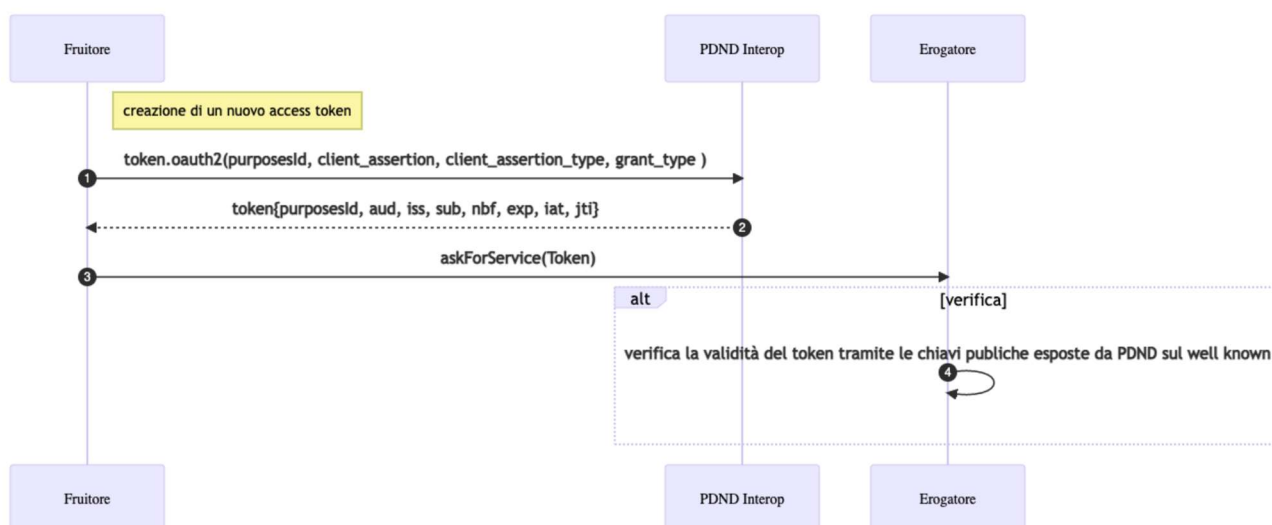 Fruitore
PDND Interop
Erogatore
creazione di un nuovo access token
token.oauth2(purposesId, client_assertion, client_assertion_type, grant_type )
1
token{purposesId, aud, iss, sub, nbf, exp, iat, jti}
2
askForService(Token)
3
alt
[verifica]
verifica la validità del token tramite le chiavi publiche esposte da PDND sul well known
4
Fruitore
PDND Interop
Erogatore